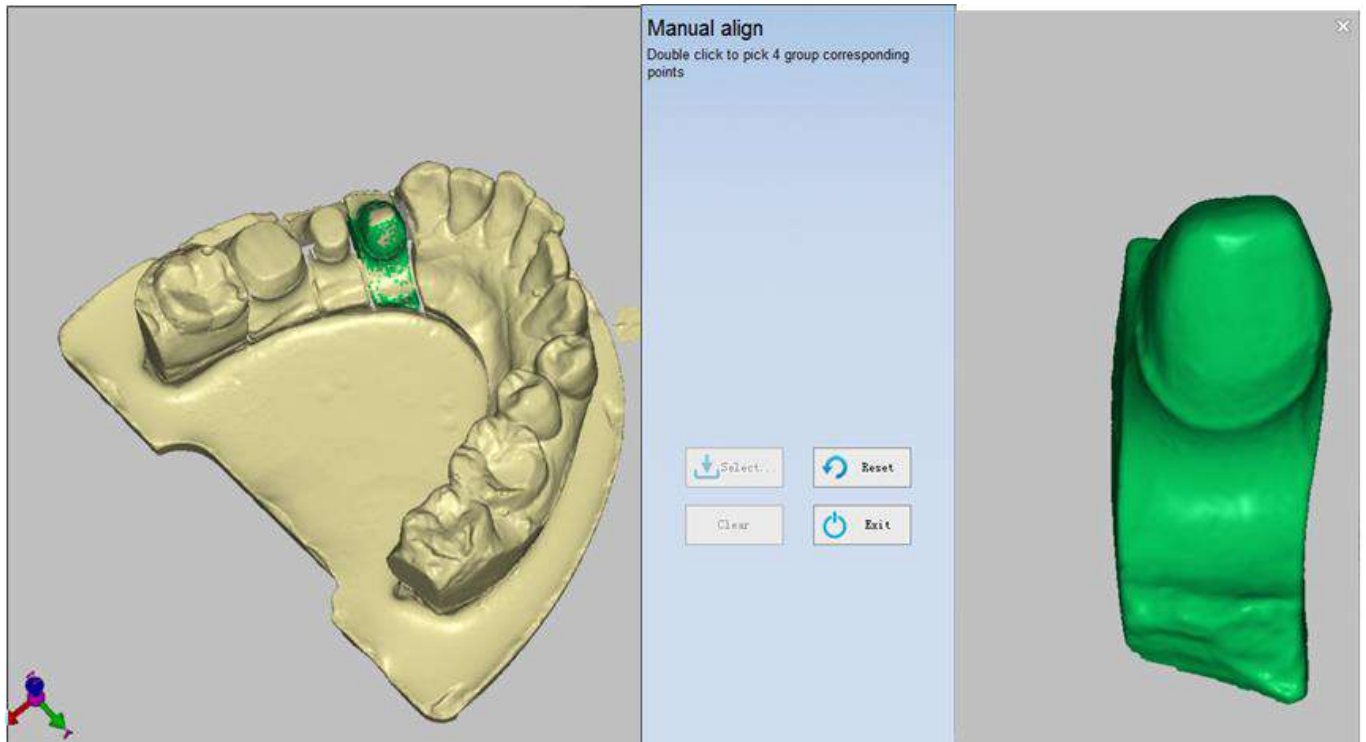 Manual align
Double click to pick 4 group corresponding
points
Select...
Reset
Clear
Exit